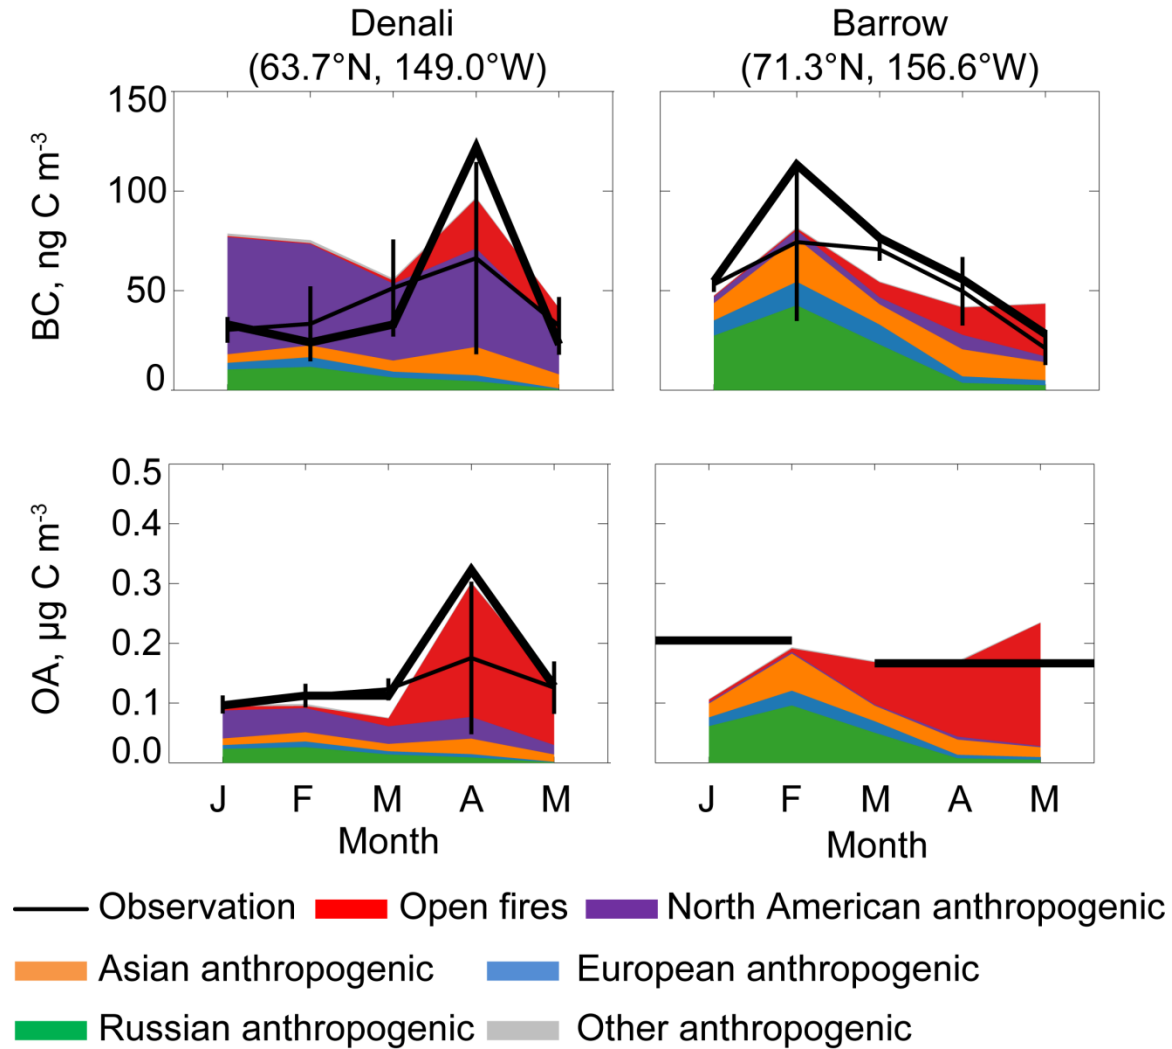 Denali
(63.7°N, 149.0°W)
Barrow
(71.3°N, 156.6°W)
BC, ng C m⁻³
150
100
50
0
OA, µg C m⁻³
0.5
0.4
0.3
0.2
0.1
0.0
J F M A M
Month
J F M A M
Month
Observation Open fires North American anthropogenic
Asian anthropogenic European anthropogenic
Russian anthropogenic Other anthropogenic